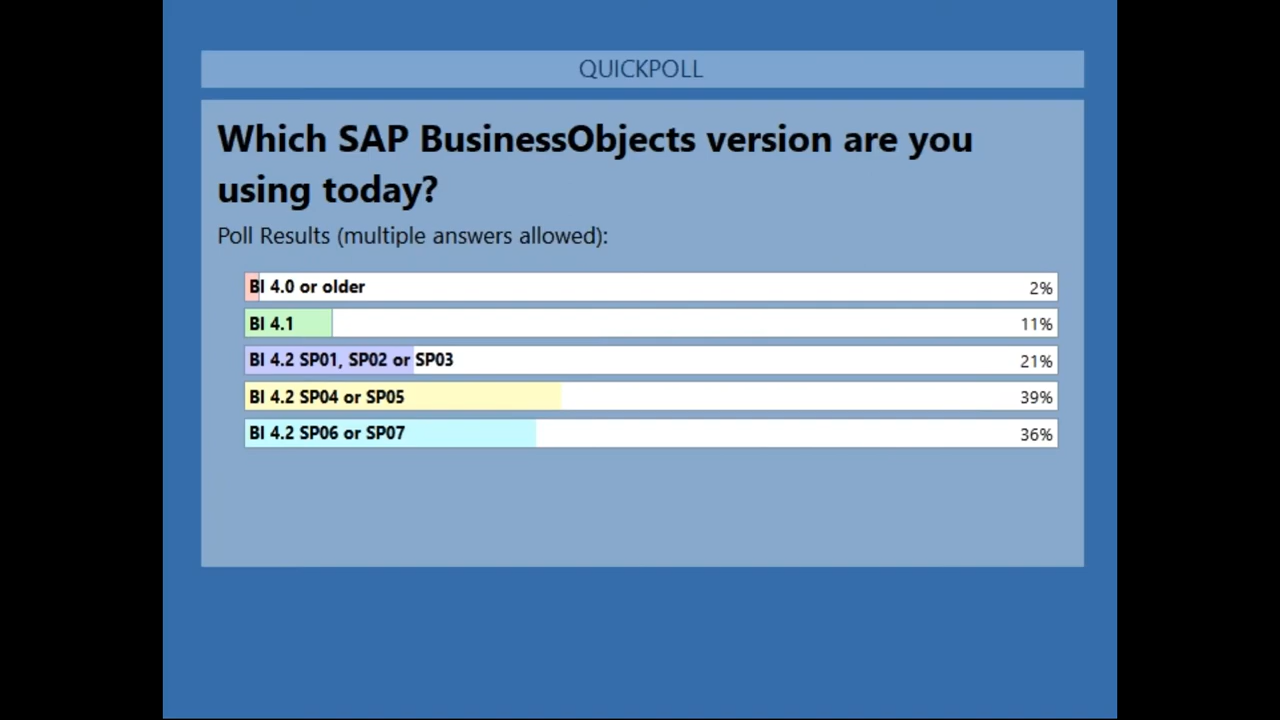 QUICKPOLL
Which SAP BusinessObjects version are you
using today?
Poll Results (multiple answers allowed):
BI 4.0 or older 2%
BI 4.1 11%
BI 4.2 SP01, SP02 or SP03 21%
BI 4.2 SP04 or SP05 39%
BI 4.2 SP06 or SP07 36%